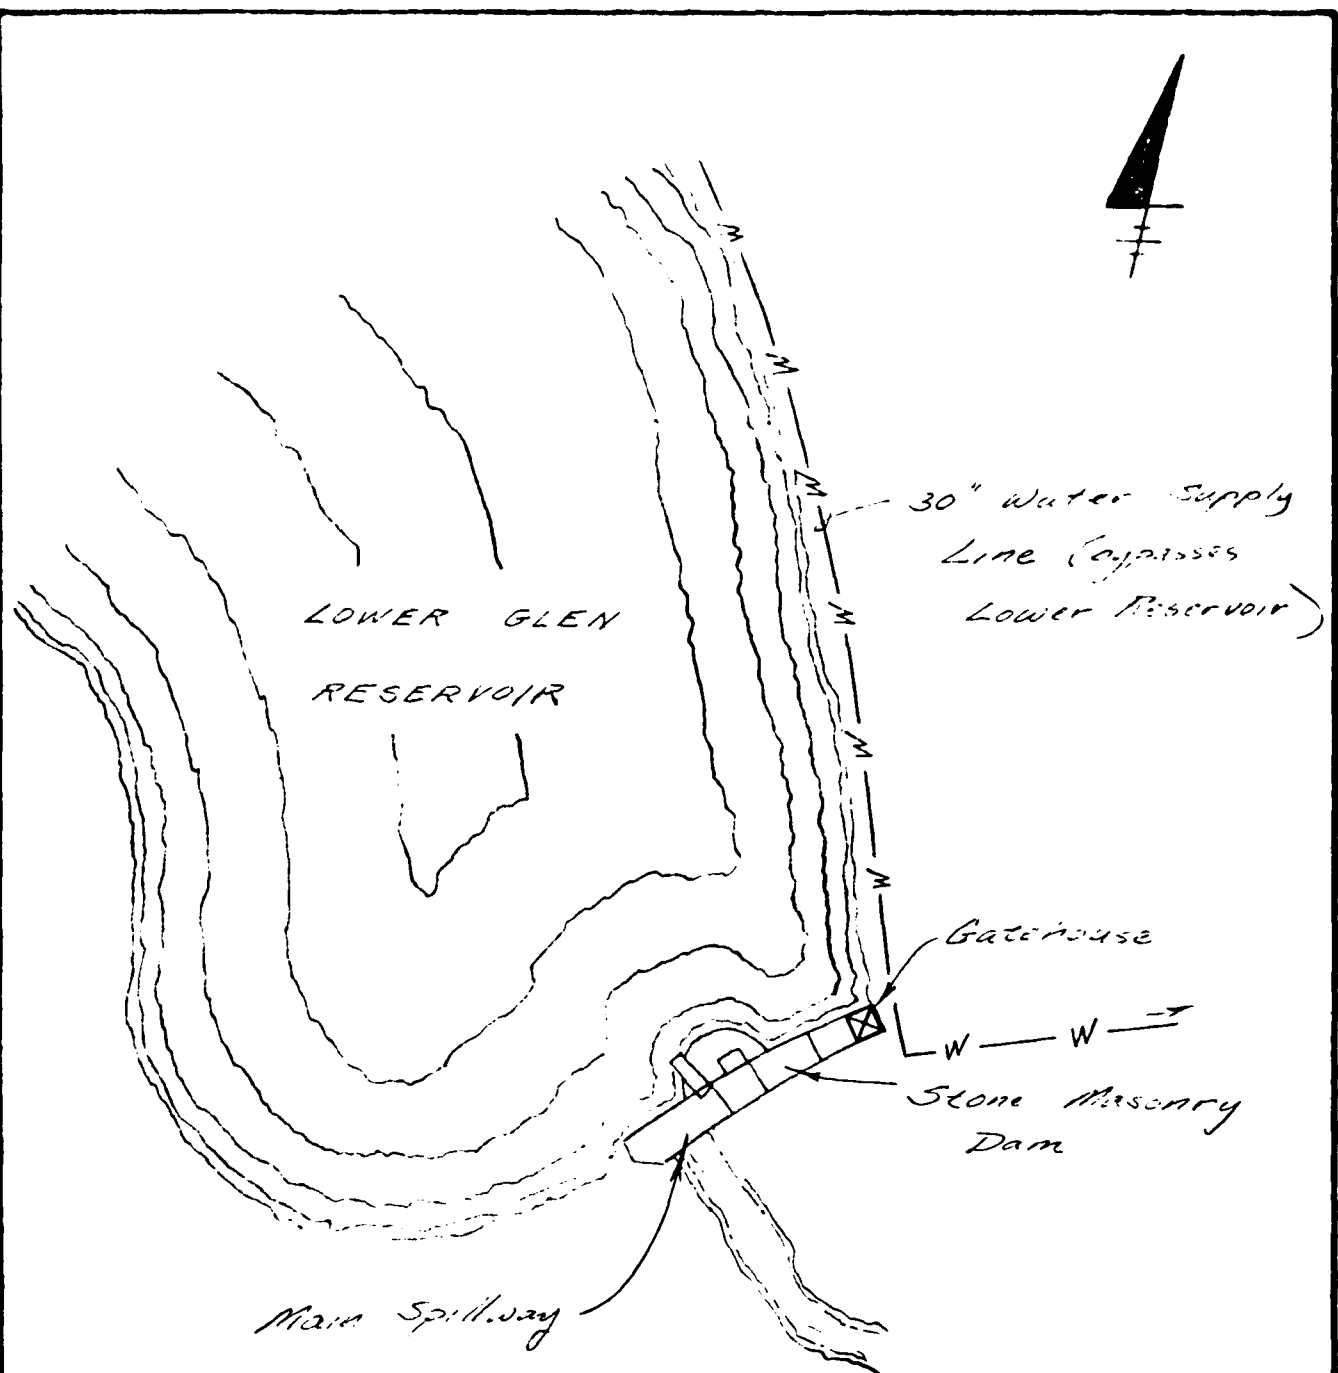 30" Water Supply
Line (Bypasses
Lower Reservoir)
LOWER GLEN
RESERVOIR
Gatehouse
W W
Stone Masonry
Dam
Main Spillway
W
W
W
W
W
W